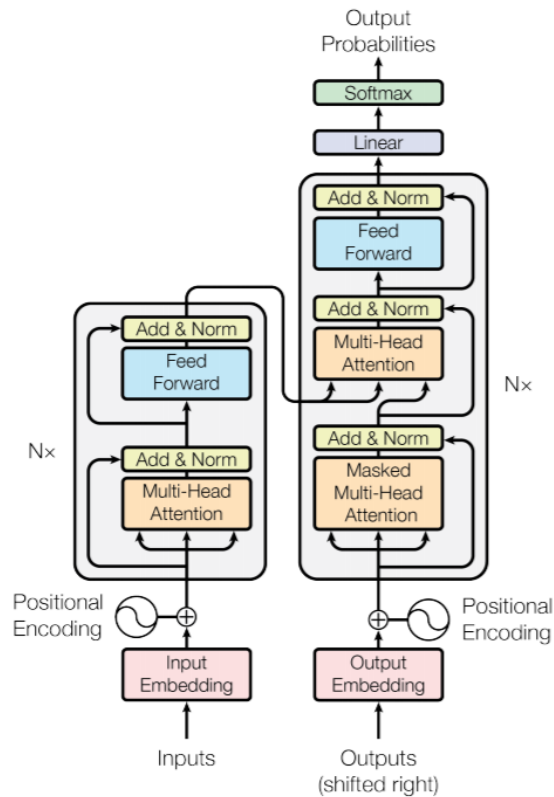 Output
Probabilities
Softmax
Linear
Add & Norm
Feed
Forward
Add & Norm
Multi-Head
Attention
Add & Norm
Masked
Multi-Head
Attention
N×
Add & Norm
Feed
Forward
Add & Norm
Multi-Head
Attention
N×
Positional
Encoding
Positional
Encoding
Input
Embedding
Output
Embedding
Inputs
Outputs
(shifted right)